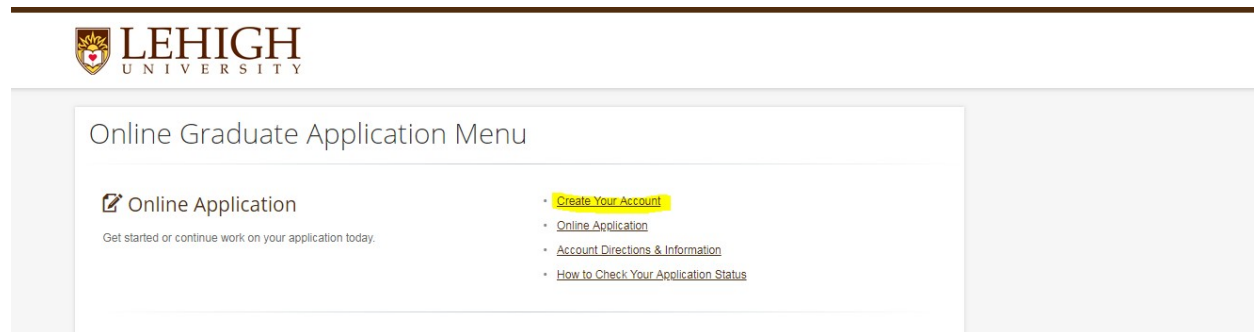 LEHIGH
UNIVERSITY
Online Graduate Application Menu
Online Application
Get started or continue work on your application today.
• Create Your Account
• Online Application
• Account Directions & Information
• How to Check Your Application Status